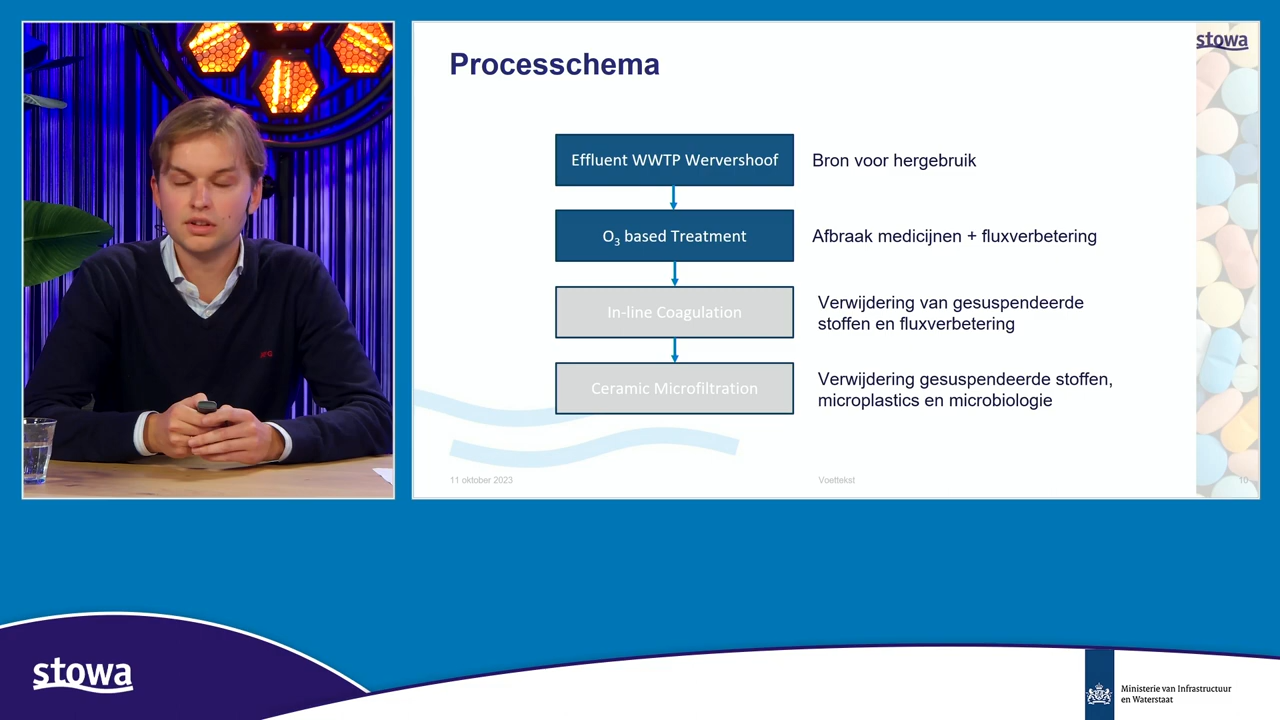 stowa
Processchema
Effluent WWTP Wervershoof
Bron voor hergebruik
O₃ based Treatment
Afbraak medicijnen + fluxverbetering
In-line Coagulation
Verwijdering van gesuspendeerde
stoffen en fluxverbetering
Ceramic Microfiltration
Verwijdering gesuspendeerde stoffen,
microplastics en microbiologie
11 oktober 2023
Voettekst
10
stowa
Ministerie van Infrastructuur
en Waterstaat